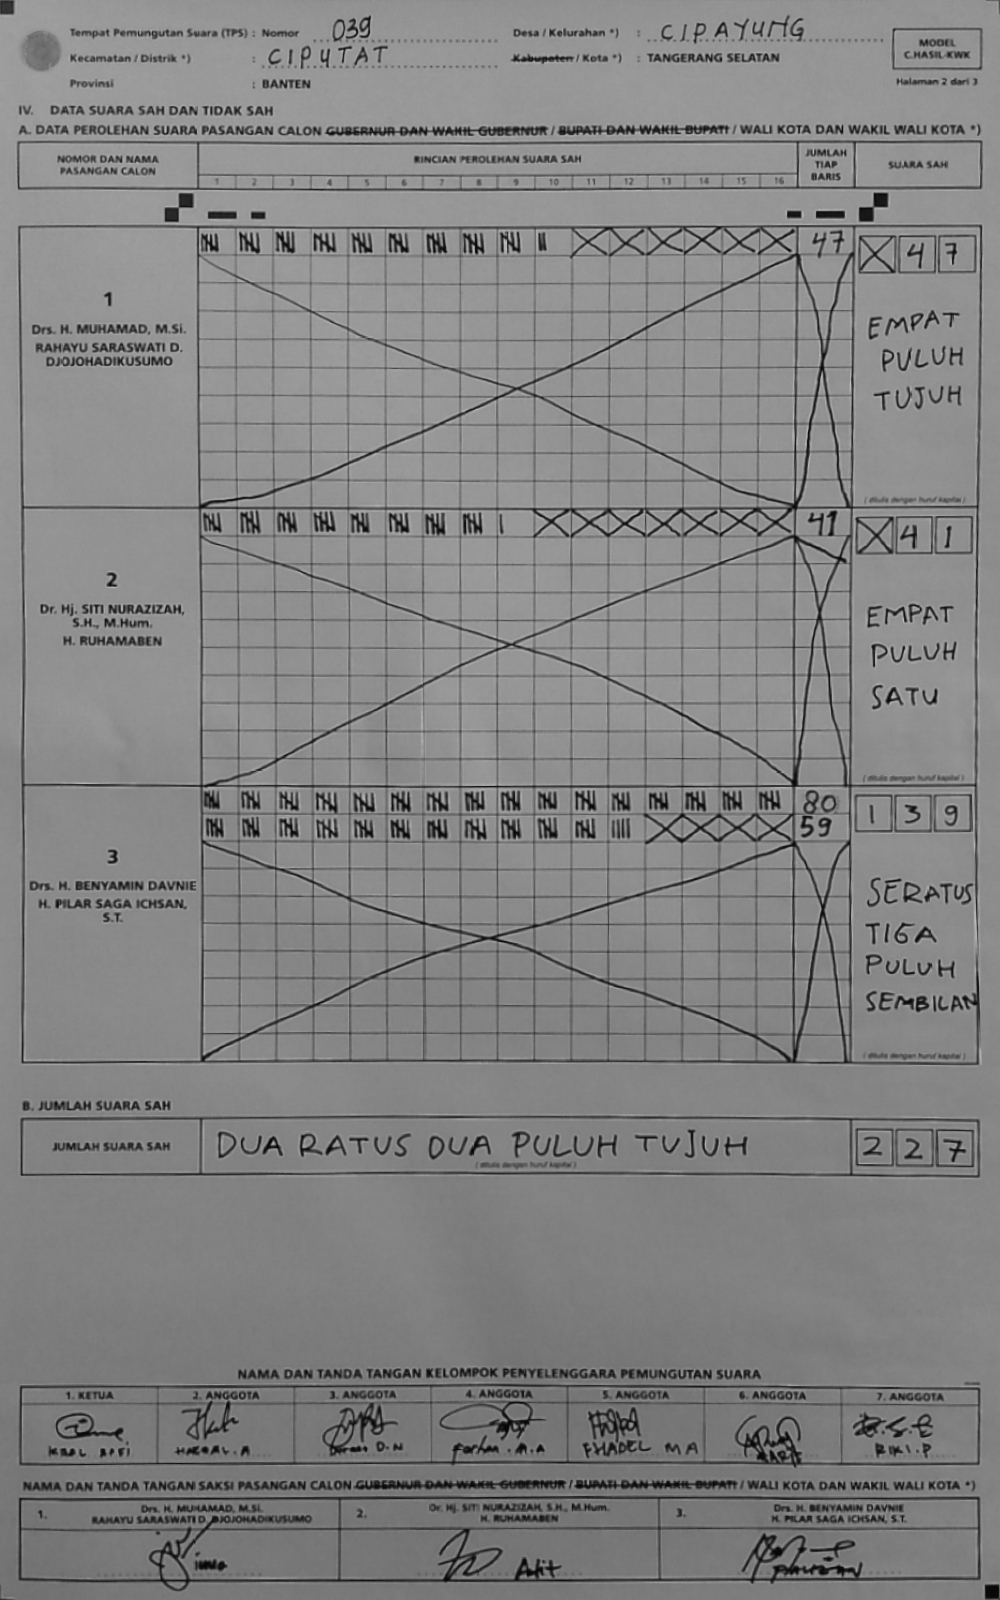 Tempat Pemungutan Suara (TPS) : Nomor 039 Desa / Kelurahan *) : CIPAYUNG
Kecamatan / Distrik *) : CIPUTAT Kabupaten / Kota *) : TANGERANG SELATAN
Provinsi : BANTEN
MODEL
C.HASIL-KWK
Halaman 2 dari 3
IV. DATA SUARA SAH DAN TIDAK SAH
A. DATA PEROLEHAN SUARA PASANGAN CALON GUBERNUR DAN WAKIL GUBERNUR / BUPATI DAN WAKIL BUPATI / WALI KOTA DAN WAKIL WALI KOTA *)
NOMOR DAN NAMA
PASANGAN CALON
RINCIAN PEROLEHAN SUARA SAH
1 2 3 4 5 6 7 8 9 10 11 12 13 14 15 16
JUMLAH
TIAP
BARIS
SUARA SAH
1
Drs. H. MUHAMAD, M.Si.
RAHAYU SARASWATI D.
DJOJOHADIKUSUMO
47
X 4 7
EMPAT
PULUH
TUJUH
( ditulis dengan huruf kapital )
2
Dr. Hj. SITI NURAZIZAH,
S.H., M.Hum.
H. RUHAMABEN
41
X 4 1
EMPAT
PULUH
SATU
( ditulis dengan huruf kapital )
3
Drs. H. BENYAMIN DAVNIE
H. PILAR SAGA ICHSAN,
S.T.
80
59
1 3 9
SERATUS
TIGA
PULUH
SEMBILAN
( ditulis dengan huruf kapital )
B. JUMLAH SUARA SAH
JUMLAH SUARA SAH
DUA RATUS DUA PULUH TUJUH
( ditulis dengan huruf kapital )
2 2 7
NAMA DAN TANDA TANGAN KELOMPOK PENYELENGGARA PEMUNGUTAN SUARA
1. KETUA 2. ANGGOTA 3. ANGGOTA 4. ANGGOTA 5. ANGGOTA 6. ANGGOTA 7. ANGGOTA
Farhan . M.A FHADEL MA RIKI.P
NAMA DAN TANDA TANGAN SAKSI PASANGAN CALON GUBERNUR DAN WAKIL GUBERNUR / BUPATI DAN WAKIL BUPATI / WALI KOTA DAN WAKIL WALI KOTA *)
1. Drs. H. MUHAMAD, M.Si.
RAHAYU SARASWATI D. DJOJOHADIKUSUMO
2. Dr. Hj. SITI NURAZIZAH, S.H., M.Hum.
H. RUHAMABEN
3. Drs. H. BENYAMIN DAVNIE
H. PILAR SAGA ICHSAN, S.T.
Adit